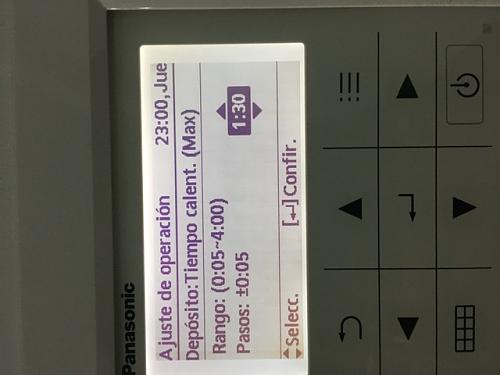 Panasonic
Ajuste de operación 23:00,Jue
Depósito:Tiempo calent. (Max)
Rango: (0:05~4:00)
Pasos: ±0:05
1:30
Selecc. [↵]Confir.